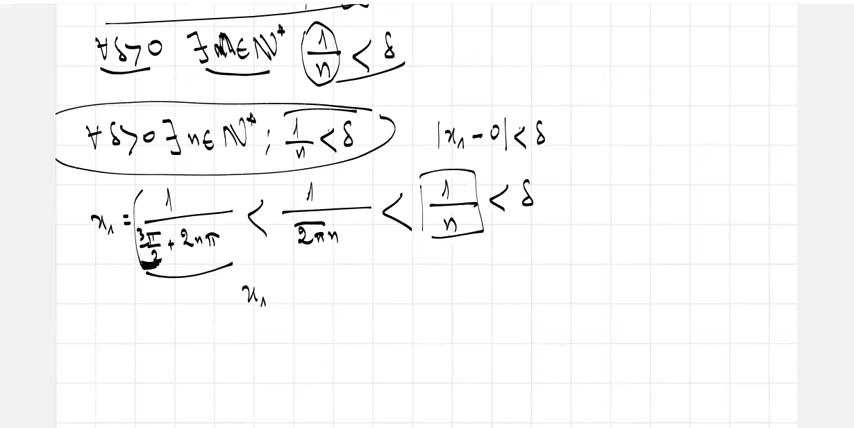 ∀δ>0 ∃n∈N* 1/n < δ
∀δ>0 ∃n∈N*; 1/n < δ |x₁ - 0| < δ
x₁ = 1/(3π/2 + 2nπ) < 1/(2πn) < 1/n < δ
x₁